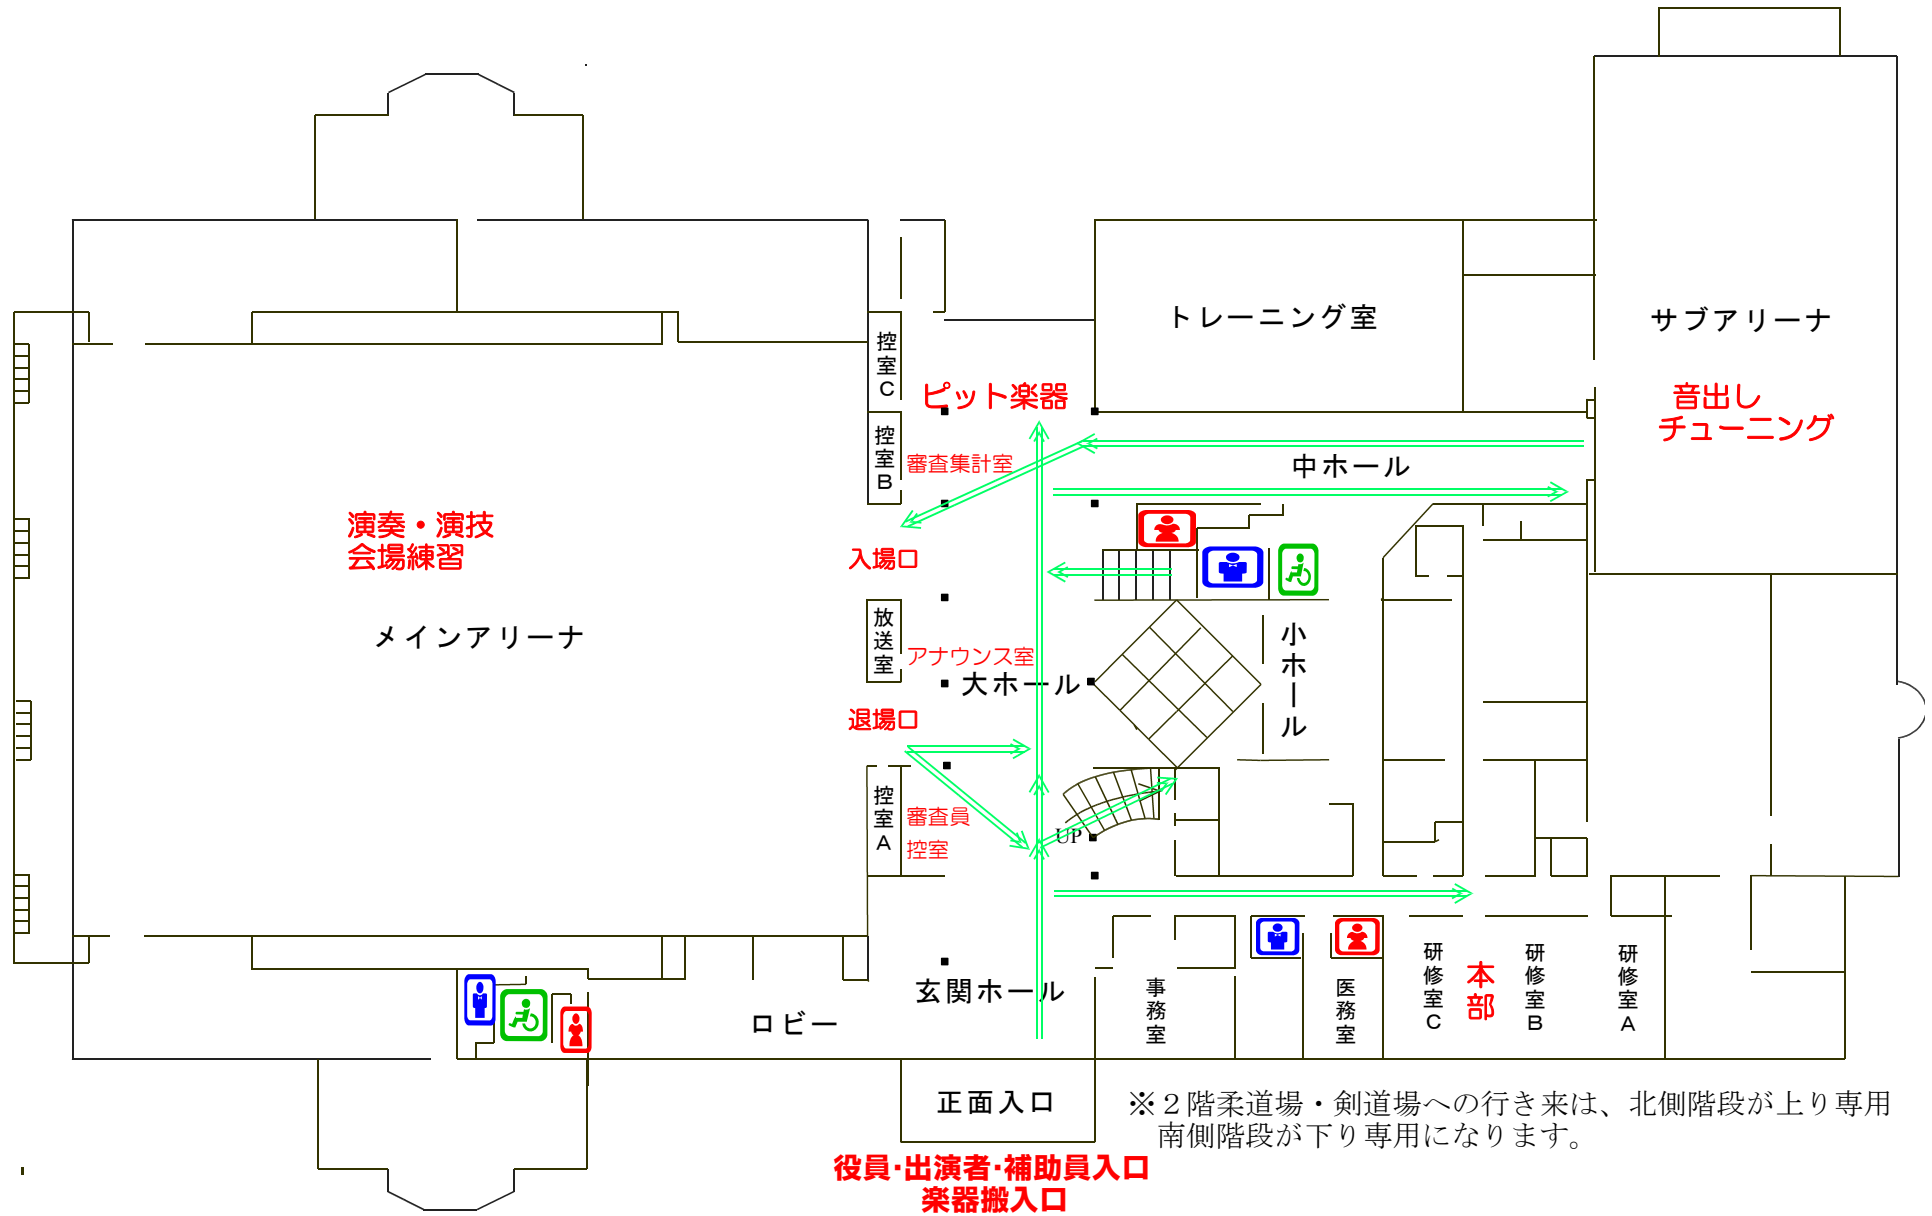 トレーニング室
サブアリーナ
控室C
ピット楽器
音出し
チューニング
控室B
審査集計室
中ホール
演奏・演技
会場練習
入場口
メインアリーナ
放送室
アナウンス室
大ホール
小ホール
退場口
控室A
審査員
控室
UP
玄関ホール
ロビー
事務室
医務室
研修室C
本部
研修室B
研修室A
正面入口
※２階柔道場・剣道場への行き来は、北側階段が上り専用
南側階段が下り専用になります。
役員・出演者・補助員入口
楽器搬入口